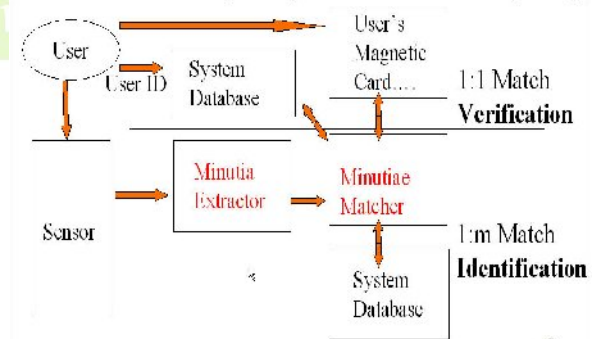 User
User ID
System
Database
User's
Magnetic
Card....
1:1 Match
Verification
Sensor
Minutia
Extractor
Minutiae
Matcher
1:m Match
Identification
System
Database